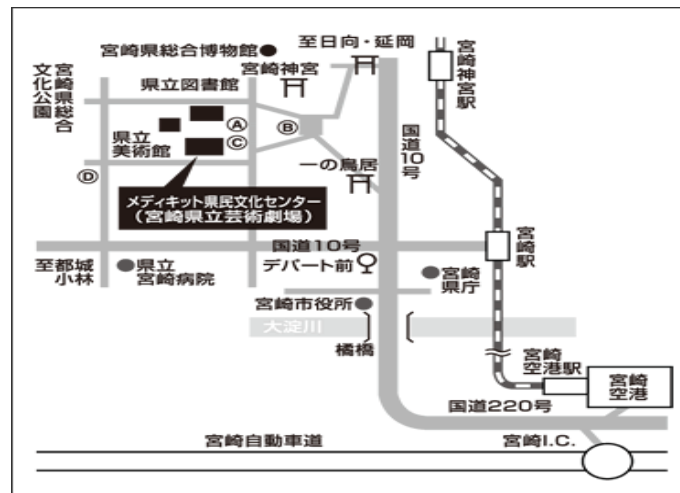 宮崎県総合博物館
至日向・延岡
宮崎神宮
宮崎神宮駅
宮崎県総合
文化公園
県立図書館
県立
美術館
A
B
C
D
一の鳥居
国道10号
メディキット県民文化センター
(宮崎県立芸術劇場)
国道10号
宮崎駅
至都城
小林
県立
宮崎病院
デパート前
宮崎
県庁
宮崎市役所
大淀川
橘橋
宮崎
空港駅
宮崎
空港
国道220号
宮崎自動車道
宮崎I.C.